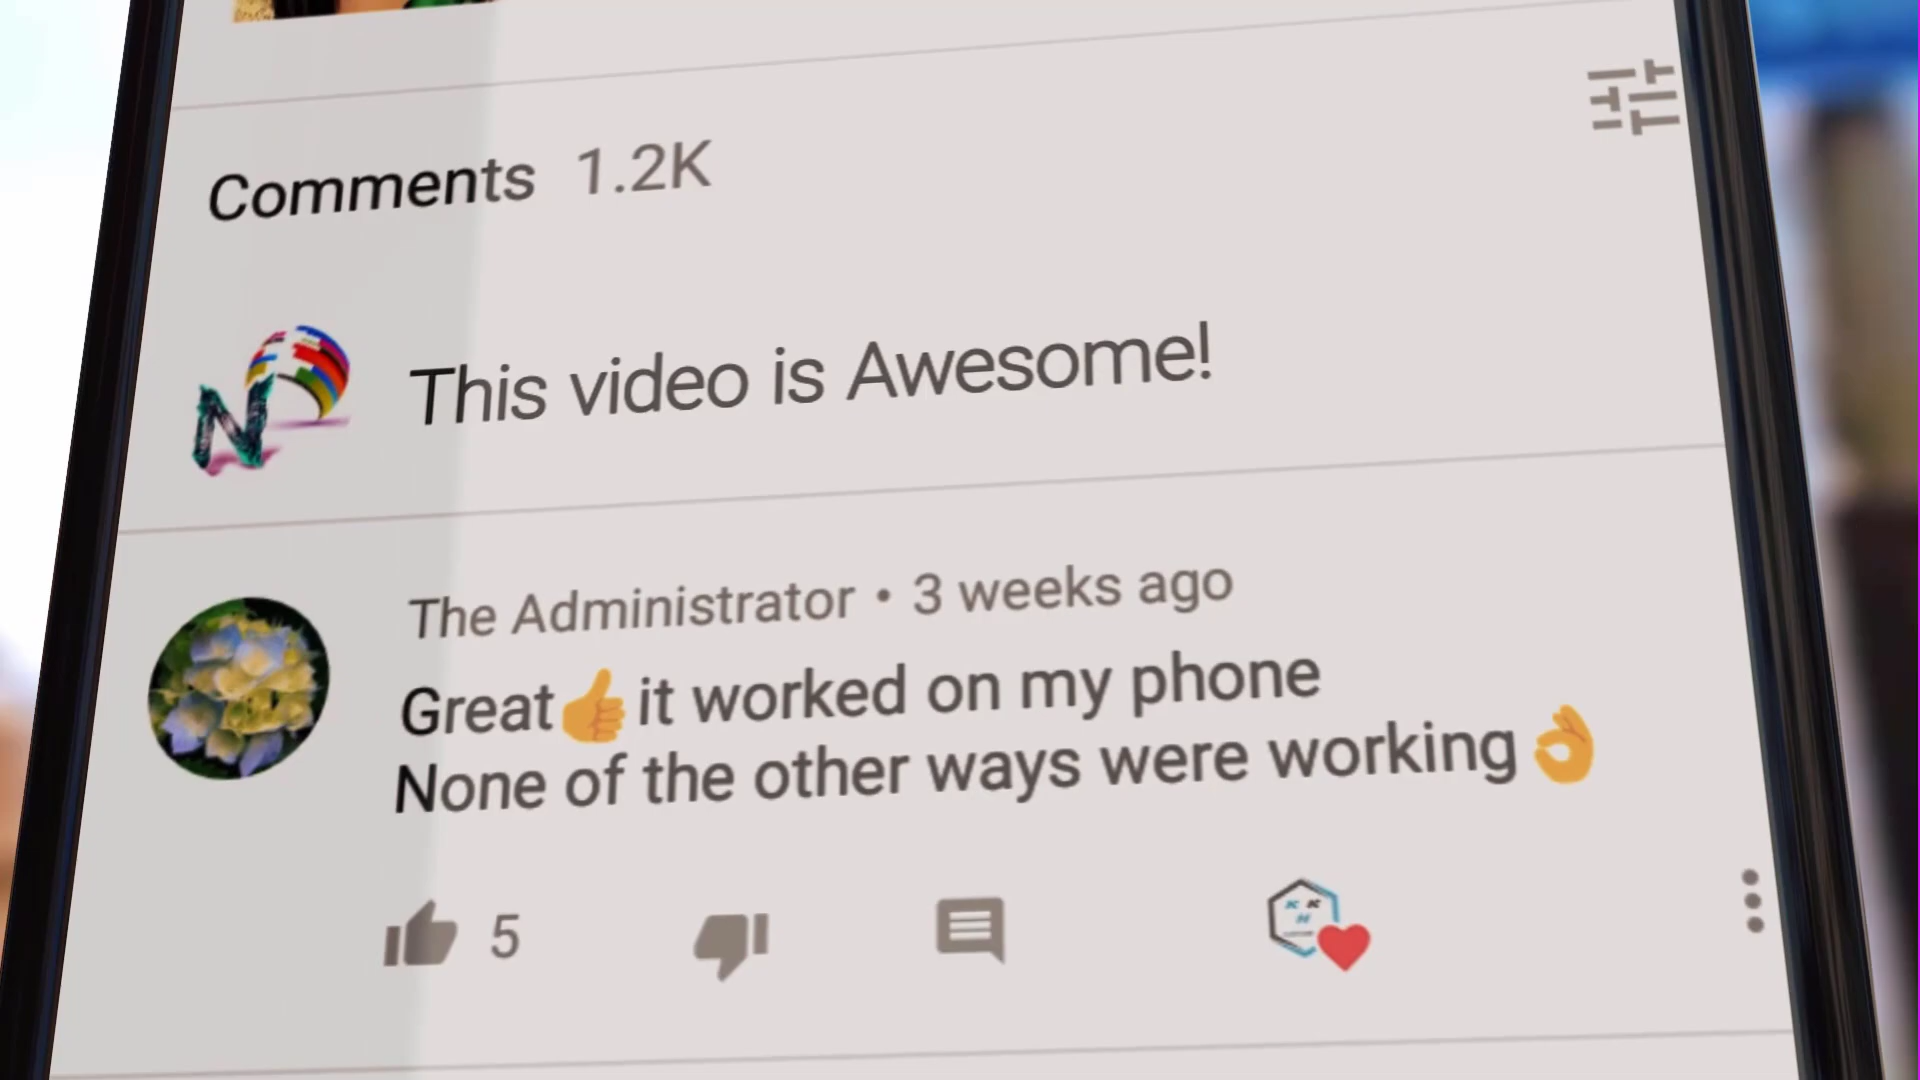 Comments 1.2K
This video is Awesome!
The Administrator • 3 weeks ago
Great👍it worked on my phone
None of the other ways were working👌
5